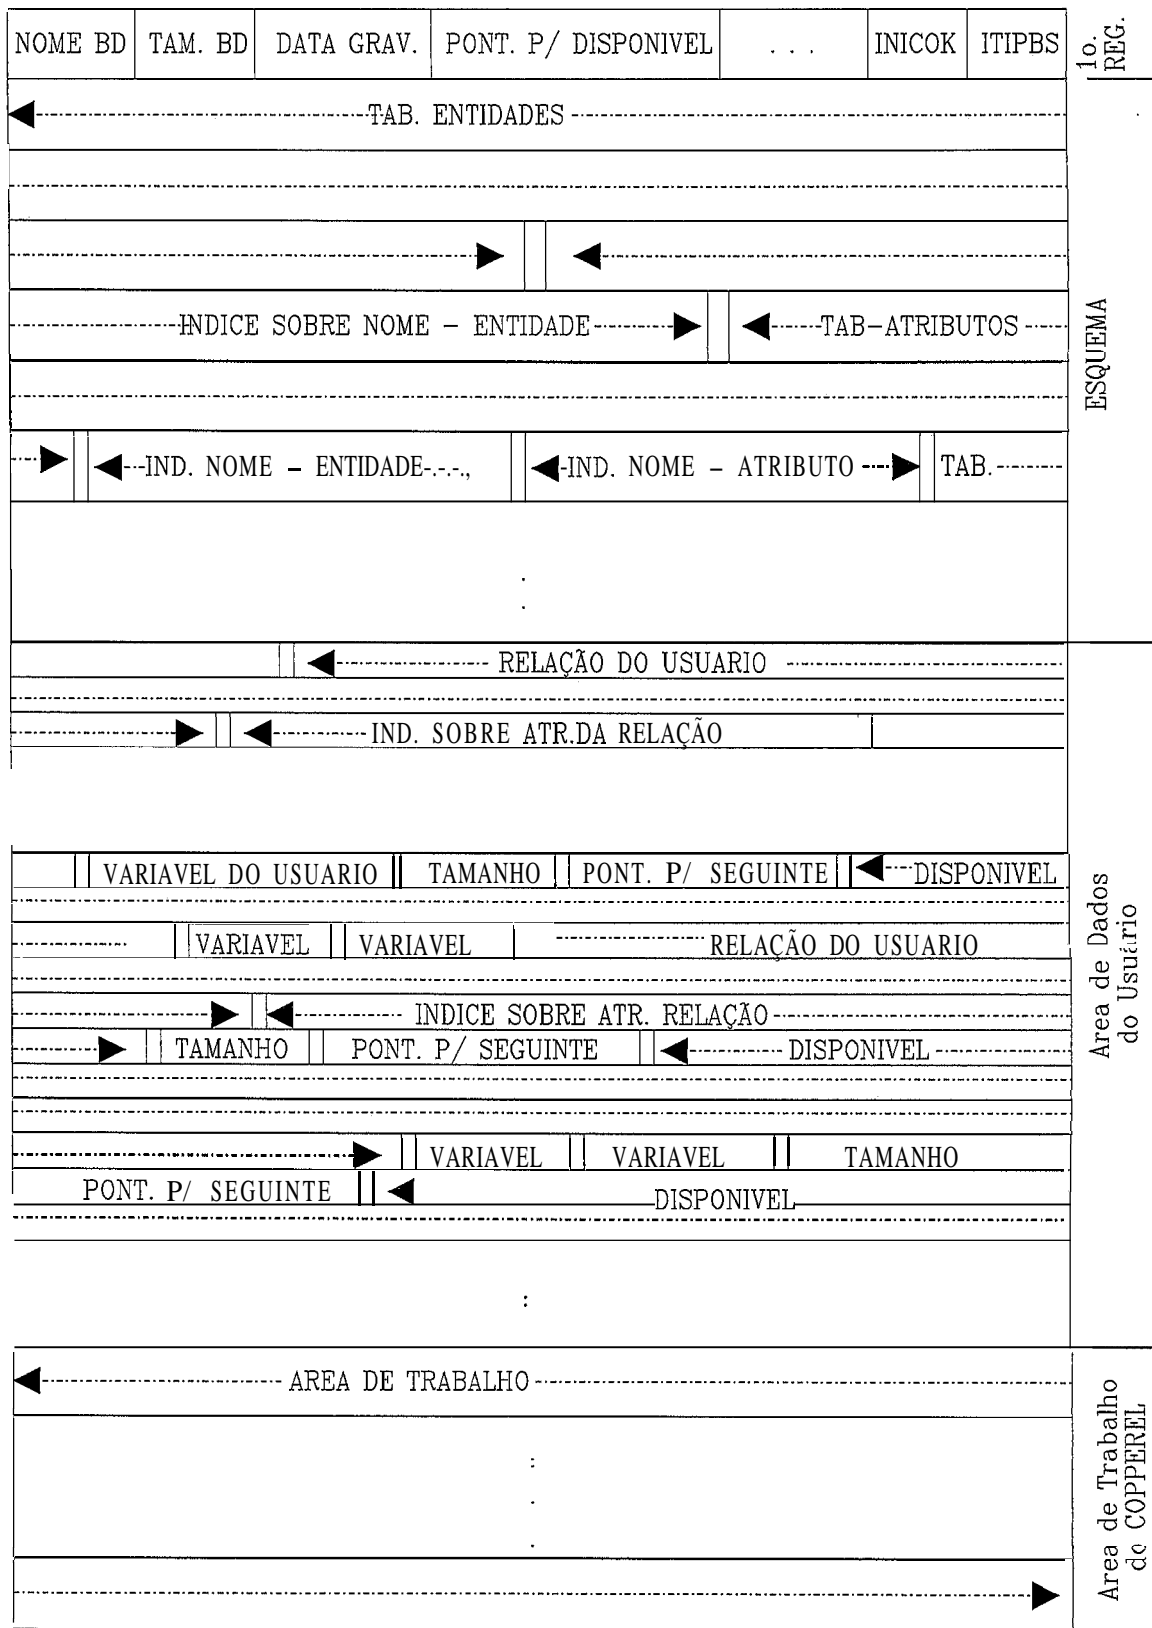 NOME BD TAM. BD DATA GRAV. PONT. P/ DISPONIVEL ... INICOK ITIPBS
1o. REG.
TAB. ENTIDADES
INDICE SOBRE NOME – ENTIDADE TAB-ATRIBUTOS
IND. NOME – ENTIDADE IND. NOME – ATRIBUTO TAB.
ESQUEMA
RELAÇÃO DO USUARIO
IND. SOBRE ATR.DA RELAÇÃO
VARIAVEL DO USUARIO TAMANHO PONT. P/ SEGUINTE DISPONIVEL
VARIAVEL VARIAVEL RELAÇÃO DO USUARIO
INDICE SOBRE ATR. RELAÇÃO
TAMANHO PONT. P/ SEGUINTE DISPONIVEL
VARIAVEL VARIAVEL TAMANHO
PONT. P/ SEGUINTE DISPONIVEL
Area de Dados
do Usuário
AREA DE TRABALHO
Area de Trabalho
do COPPEREL